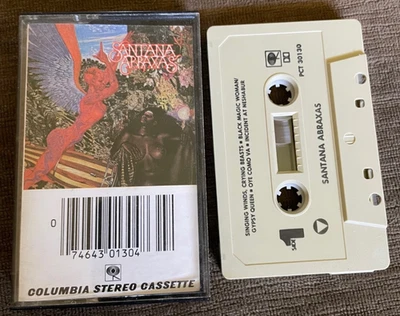 SANTANA
ABRAXAS
0
74643 01304
COLUMBIA STEREO CASSETTE
PCT 30130
SINGING WINDS, CRYING BEASTS • BLACK MAGIC WOMAN/
GYPSY QUEEN • OYE COMO VA • INCIDENT AT NESHABUR
SIDE 1
SANTANA ABRAXAS